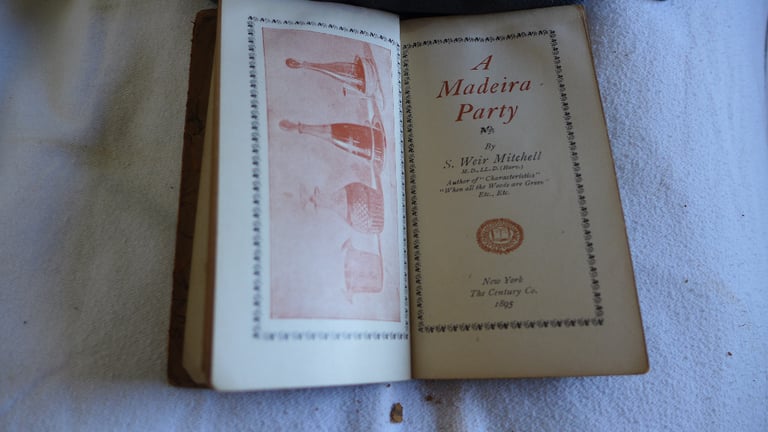 A
Madeira
Party
By
S. Weir Mitchell
M.D., LL.D. (Harv.)
Author of "Characteristics"
"When all the Woods are Green"
Etc., Etc.
New York
The Century Co.
1895